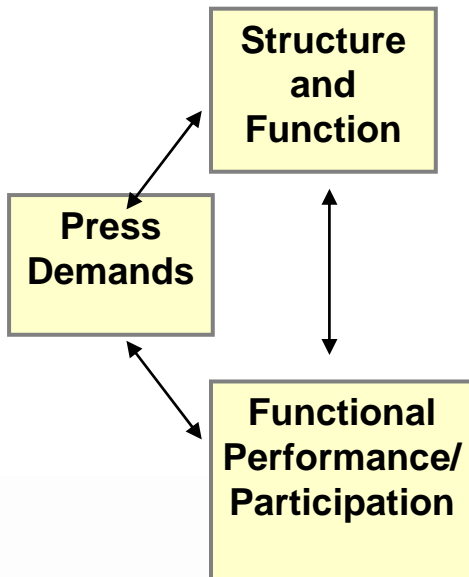 Structure
and
Function
Press
Demands
Functional
Performance/
Participation